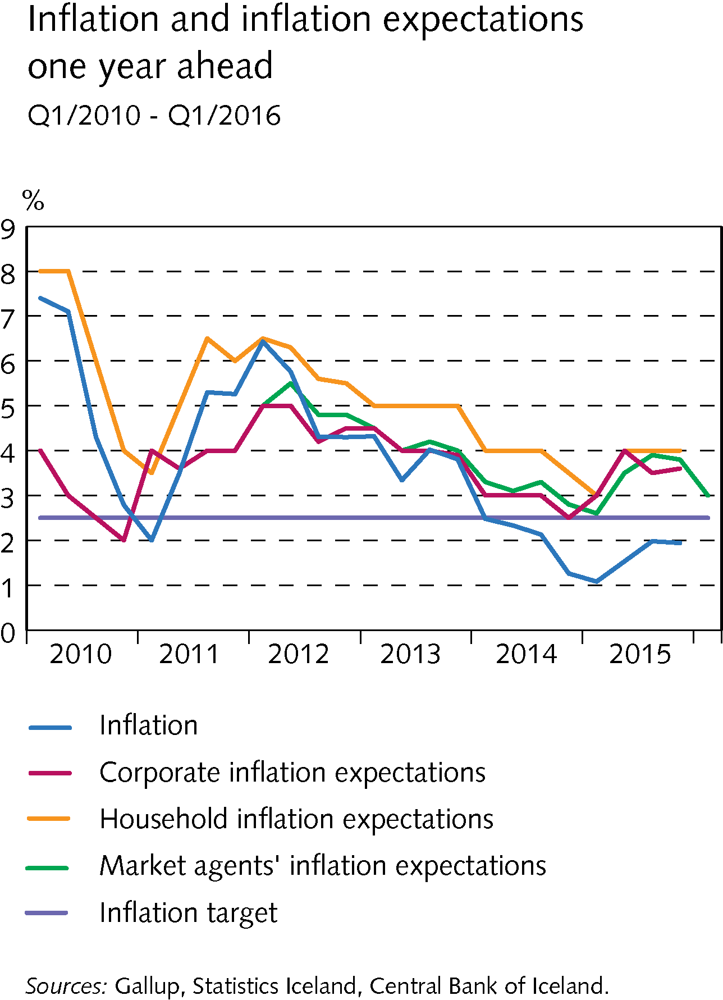 Inflation and inflation expectations
one year ahead
Q1/2010 - Q1/2016
%
9
8
7
6
5
4
3
2
1
0
2010 2011 2012 2013 2014 2015
Inflation
Corporate inflation expectations
Household inflation expectations
Market agents' inflation expectations
Inflation target
Sources: Gallup, Statistics Iceland, Central Bank of Iceland.